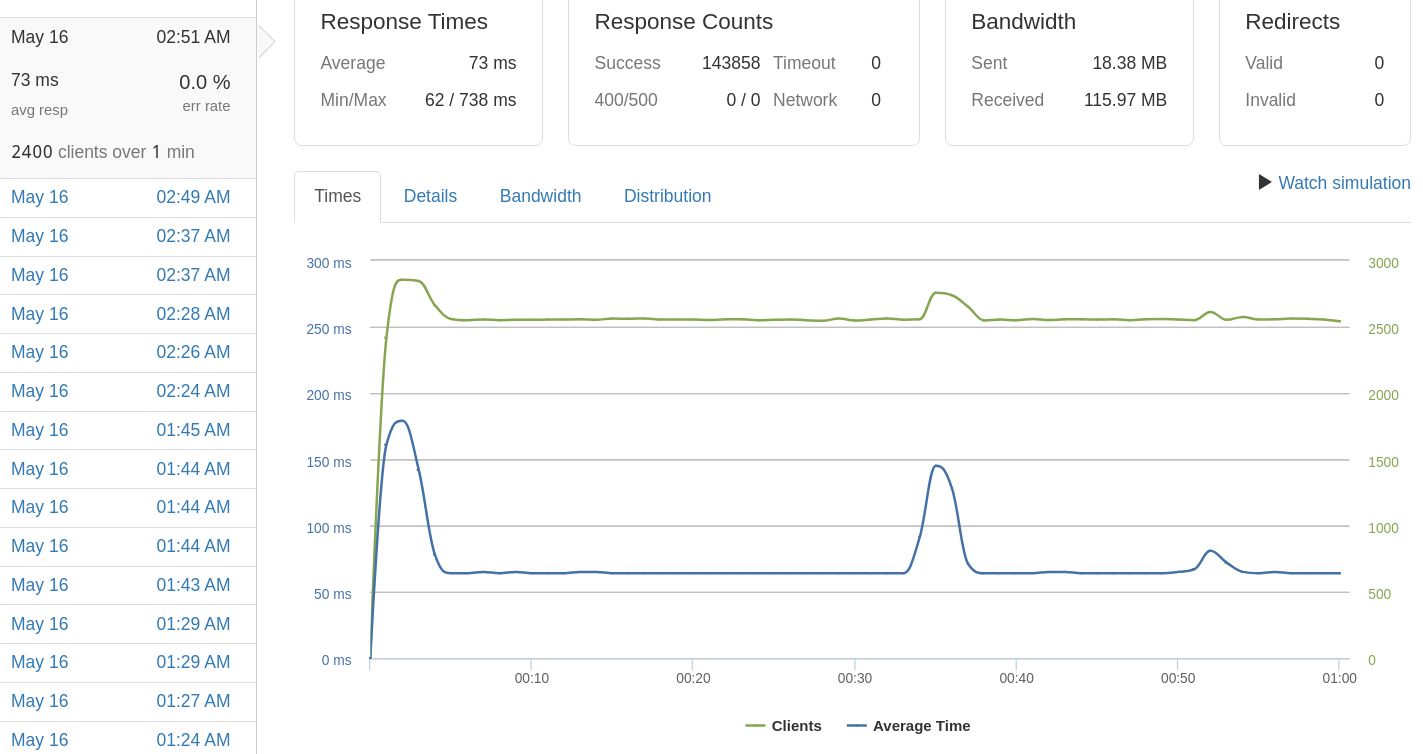 May 16 02:51 AM
73 ms 0.0 %
avg resp err rate
2400 clients over 1 min
May 16 02:49 AM
May 16 02:37 AM
May 16 02:37 AM
May 16 02:28 AM
May 16 02:26 AM
May 16 02:24 AM
May 16 01:45 AM
May 16 01:44 AM
May 16 01:44 AM
May 16 01:44 AM
May 16 01:43 AM
May 16 01:29 AM
May 16 01:29 AM
May 16 01:27 AM
May 16 01:24 AM
Response Times
Average 73 ms
Min/Max 62 / 738 ms
Response Counts
Success 143858 Timeout 0
400/500 0 / 0 Network 0
Bandwidth
Sent 18.38 MB
Received 115.97 MB
Redirects
Valid 0
Invalid 0
Times Details Bandwidth Distribution
Watch simulation
300 ms 3000
250 ms 2500
200 ms 2000
150 ms 1500
100 ms 1000
50 ms 500
0 ms 0
00:10 00:20 00:30 00:40 00:50 01:00
Clients Average Time